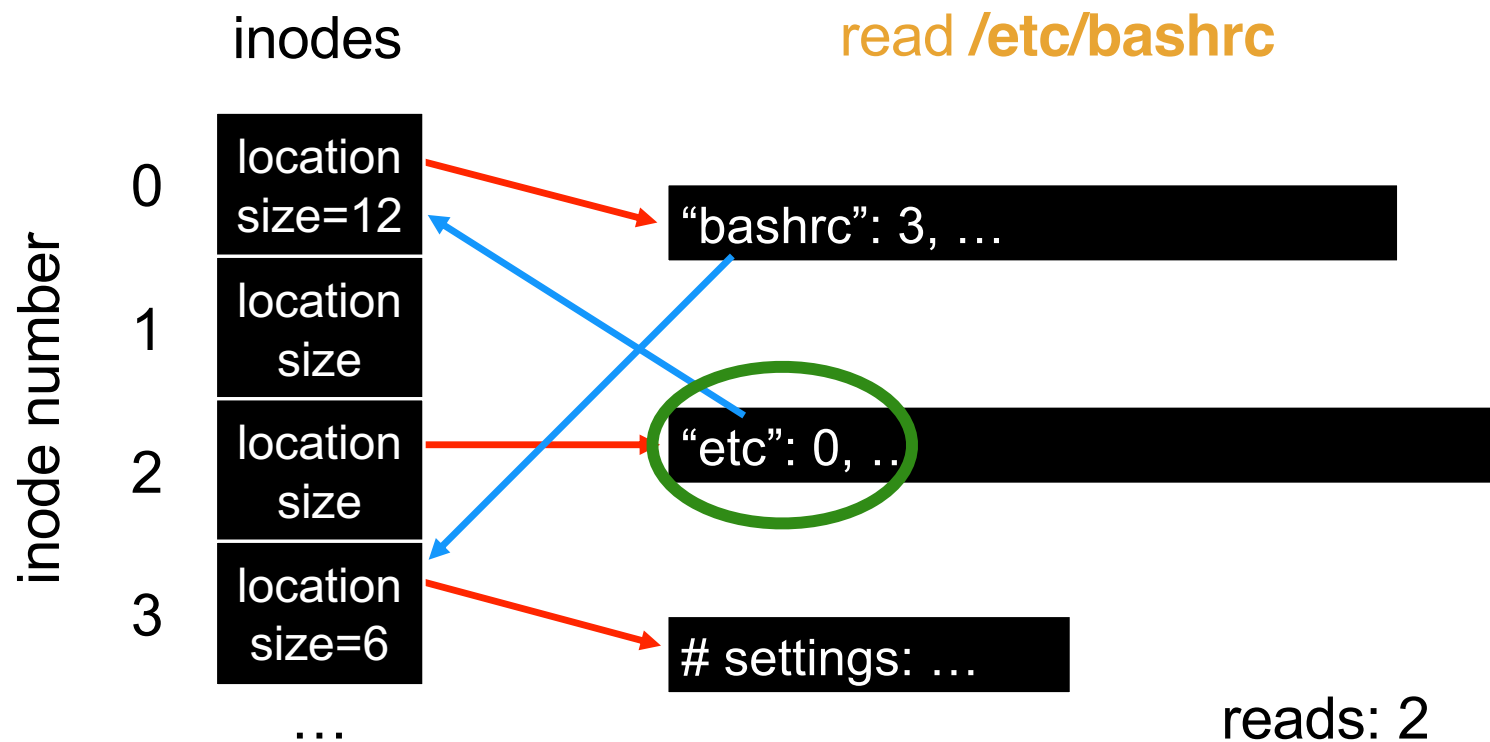 inodes
read /etc/bashrc
inode number
0
location
size=12
“bashrc”: 3, …
1
location
size
2
location
size
“etc”: 0, …
3
location
size=6
# settings: …
…
reads: 2